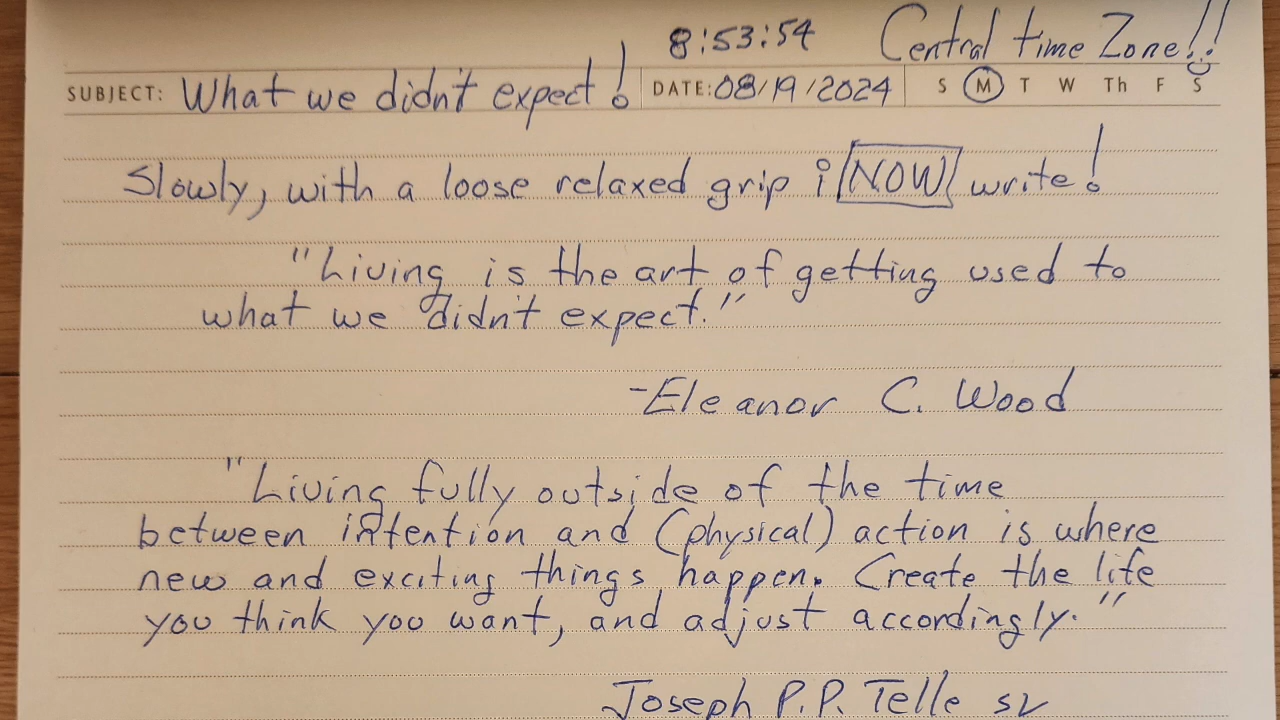 8:53:54 Central time Zone!!
SUBJECT: What we didn't expect! DATE: 08/19/2024 S M T W Th F S
Slowly, with a loose relaxed grip i NOW write!
"Living is the art of getting used to
what we didn't expect."
-Eleanor C. Wood
"Living fully outside of the time
between intention and (physical) action is where
new and exciting things happen. Create the life
you think you want, and adjust accordingly."
Joseph P.P. Telle sr